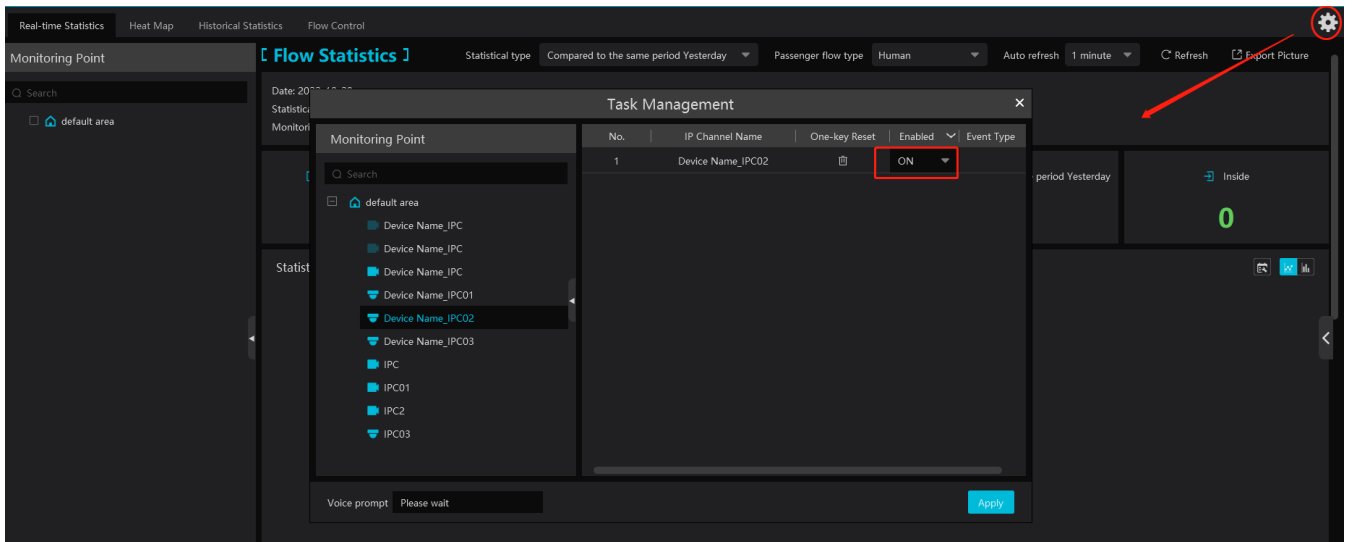 Real-time Statistics Heat Map Historical Statistics Flow Control
Monitoring Point
[ Flow Statistics ] Statistical type Compared to the same period Yesterday Passenger flow type Human Auto refresh 1 minute Refresh Export Picture
Search
default area
Date:
Task Management
Monitoring Point
No. IP Channel Name One-key Reset Enabled Event Type
1 Device Name_IPC02 ON
Search
default area
Device Name_IPC
Device Name_IPC
Device Name_IPC
Device Name_IPC01
Device Name_IPC02
Device Name_IPC03
IPC
IPC01
IPC2
IPC03
Voice prompt Please wait
Apply
period Yesterday
Inside
0
Statist